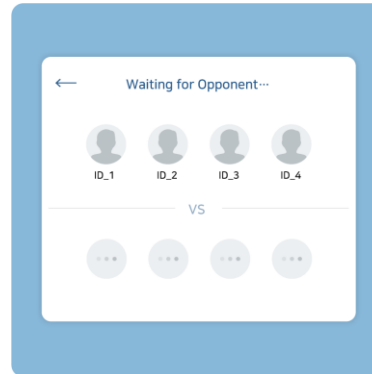 Waiting for Opponent···
ID_1 ID_2 ID_3 ID_4
VS